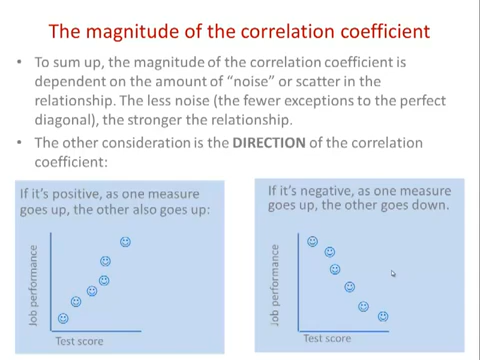 The magnitude of the correlation coefficient
• To sum up, the magnitude of the correlation coefficient is
dependent on the amount of “noise” or scatter in the
relationship. The less noise (the fewer exceptions to the perfect
diagonal), the stronger the relationship.
• The other consideration is the DIRECTION of the correlation
coefficient:
If it's positive, as one measure
goes up, the other also goes up:
Job performance
Test score
If it's negative, as one measure
goes up, the other goes down.
Job performance
Test score